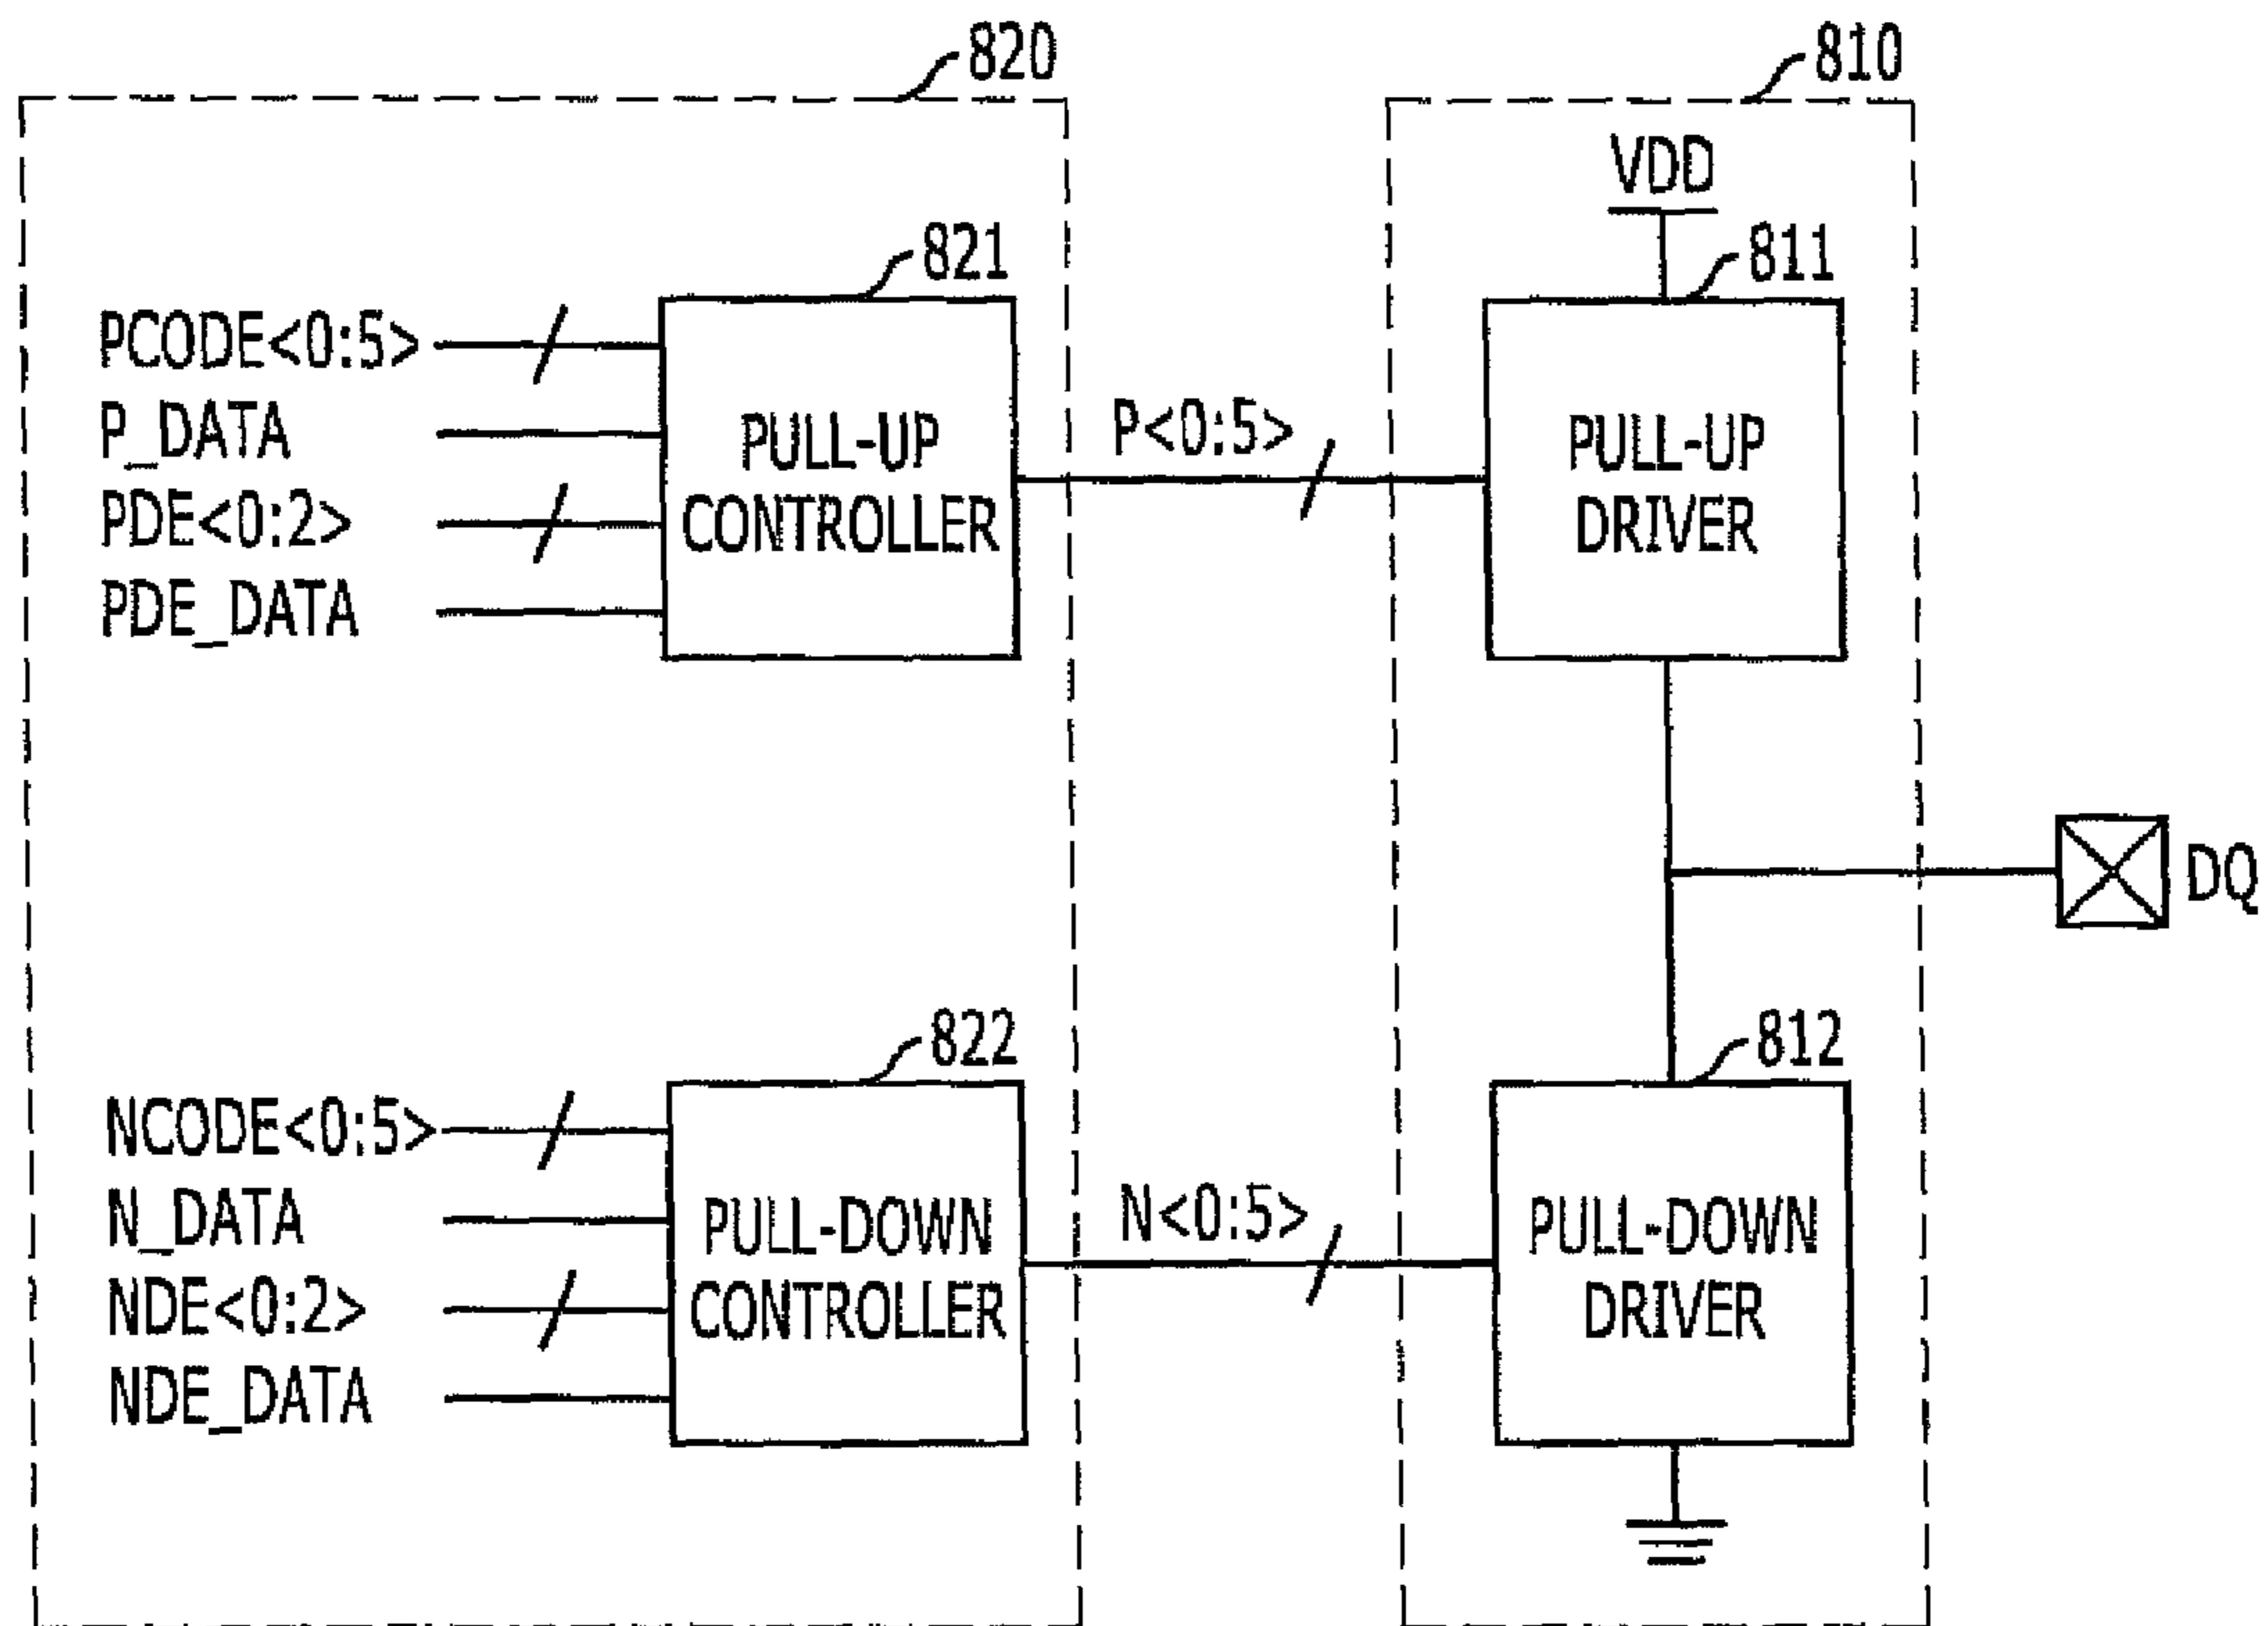 820
810
VDD
821
811
PCODE<0:5>
P_DATA
PDE<0:2>
PDE_DATA
PULL-UP
CONTROLLER
P<0:5>
PULL-UP
DRIVER
DQ
822
812
NCODE<0:5>
N_DATA
NDE<0:2>
NDE_DATA
PULL-DOWN
CONTROLLER
N<0:5>
PULL-DOWN
DRIVER